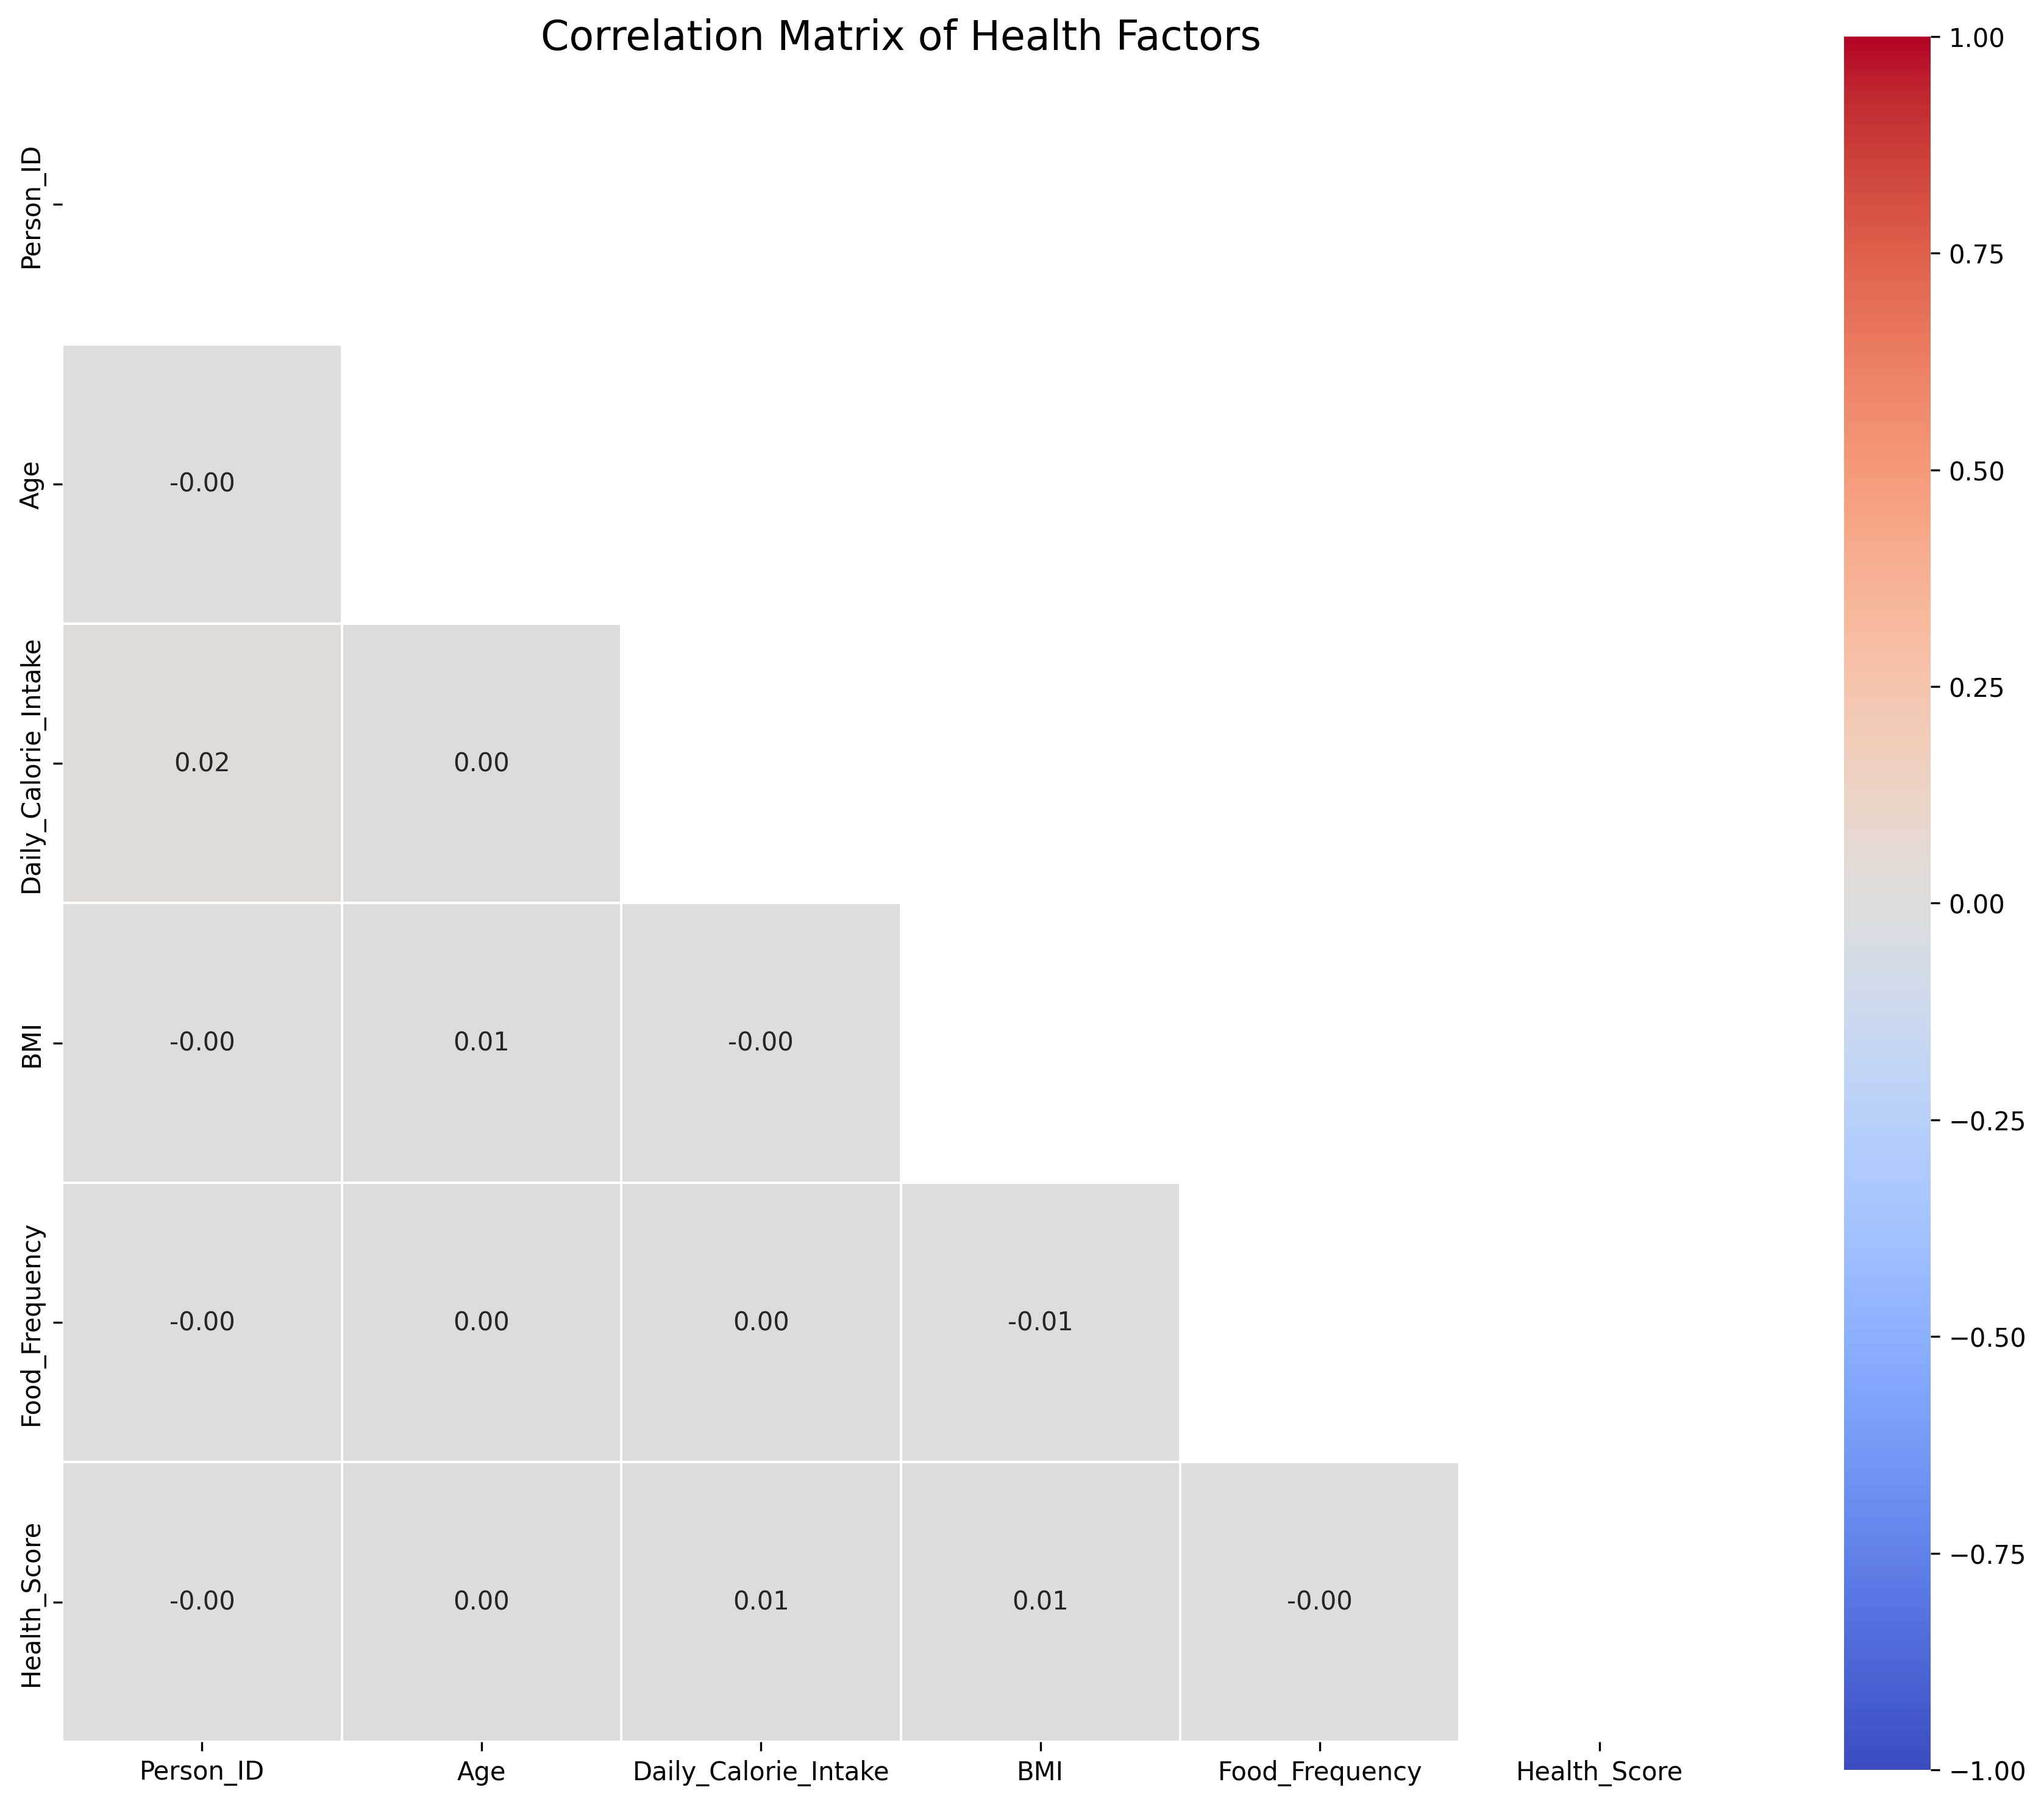 Correlation Matrix of Health Factors
Person_ID
Age
-0.00
Daily_Calorie_Intake
0.02 0.00
BMI
-0.00 0.01 -0.00
Food_Frequency
-0.00 0.00 0.00 -0.01
Health_Score
-0.00 0.00 0.01 0.01 -0.00
Person_ID Age Daily_Calorie_Intake BMI Food_Frequency Health_Score
1.00
0.75
0.50
0.25
0.00
−0.25
−0.50
−0.75
−1.00